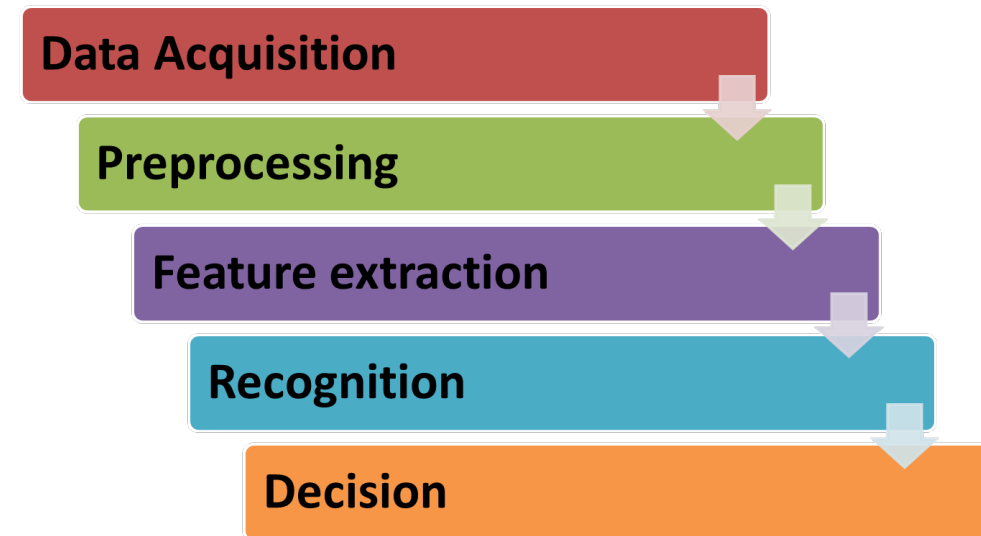 Data Acquisition
Preprocessing
Feature extraction
Recognition
Decision